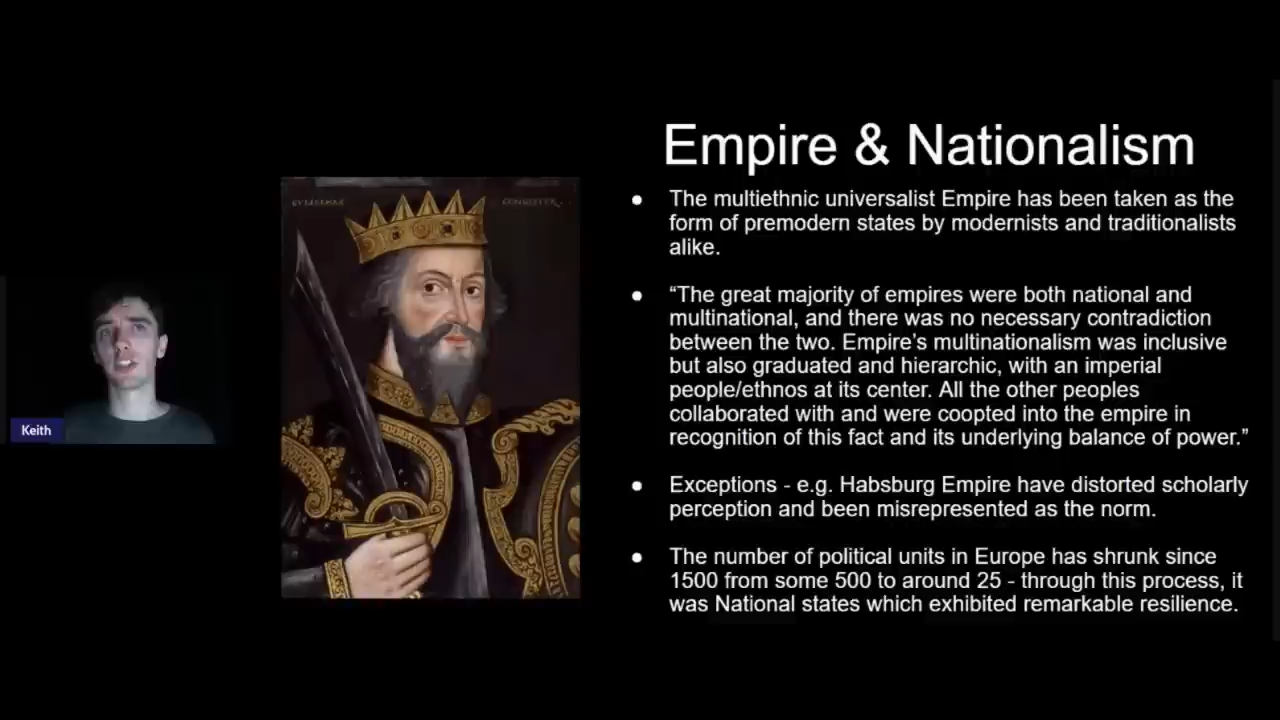 Empire & Nationalism
● The multiethnic universalist Empire has been taken as the
form of premodern states by modernists and traditionalists
alike.
● “The great majority of empires were both national and
multinational, and there was no necessary contradiction
between the two. Empire’s multinationalism was inclusive
but also graduated and hierarchic, with an imperial
people/ethnos at its center. All the other peoples
collaborated with and were coopted into the empire in
recognition of this fact and its underlying balance of power.”
● Exceptions - e.g. Habsburg Empire have distorted scholarly
perception and been misrepresented as the norm.
● The number of political units in Europe has shrunk since
1500 from some 500 to around 25 - through this process, it
was National states which exhibited remarkable resilience.
Keith